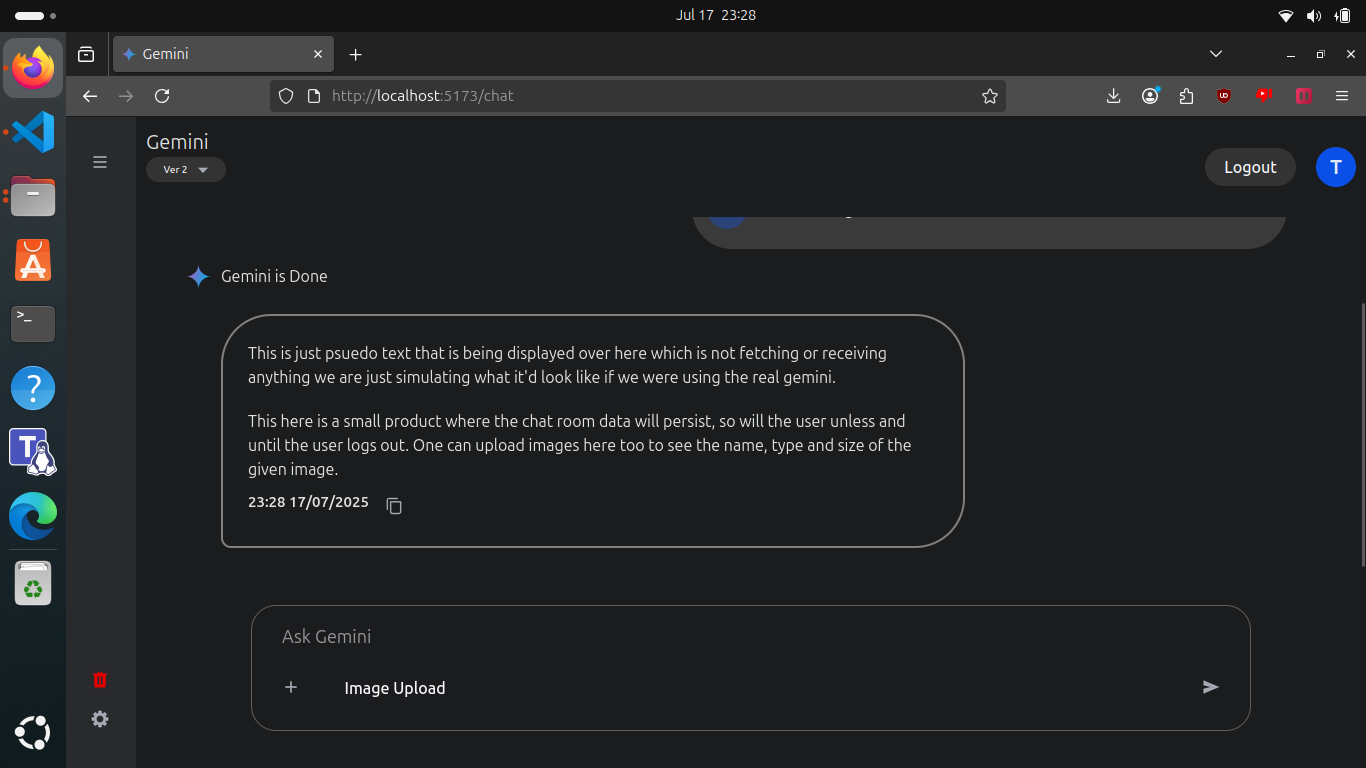 Jul 17 23:28
Gemini
http://localhost:5173/chat
Gemini
Ver 2
Logout
T
Gemini is Done
This is just psuedo text that is being displayed over here which is not fetching or receiving
anything we are just simulating what it'd look like if we were using the real gemini.
This here is a small product where the chat room data will persist, so will the user unless and
until the user logs out. One can upload images here too to see the name, type and size of the
given image.
23:28 17/07/2025
Ask Gemini
Image Upload